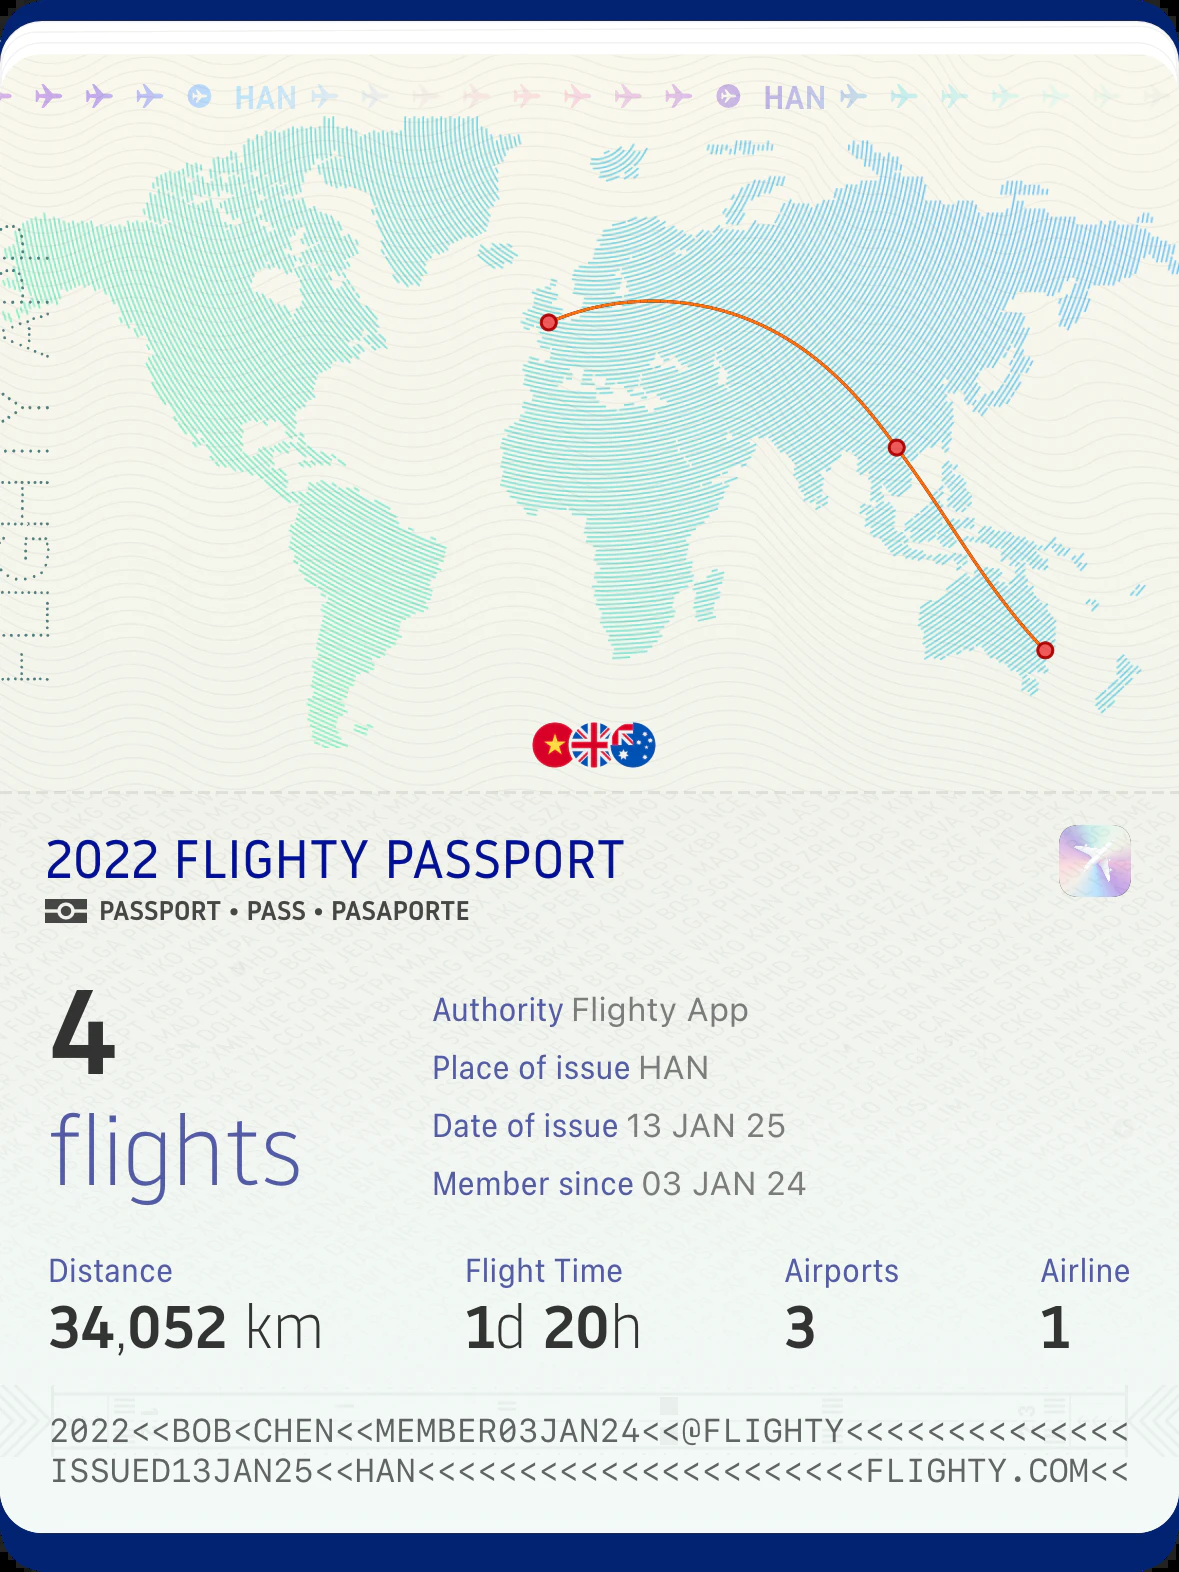 HAN HAN
FLIGHTY APP
2022 FLIGHTY PASSPORT
PASSPORT • PASS • PASAPORTE
4
flights
Authority Flighty App
Place of issue HAN
Date of issue 13 JAN 25
Member since 03 JAN 24
Distance Flight Time Airports Airline
34,052 km 1d 20h 3 1
2022<<BOB<CHEN<<MEMBER03JAN24<<@FLIGHTY<<<<<<<<<<<<<<
ISSUED13JAN25<<HAN<<<<<<<<<<<<<<<<<<<<<<FLIGHTY.COM<<